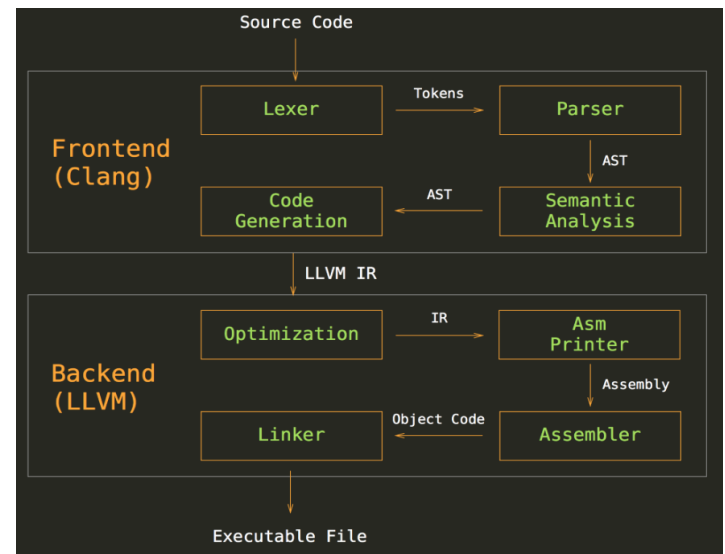 Source Code
Lexer
Tokens
Parser
Frontend
(Clang)
AST
Code
Generation
AST
Semantic
Analysis
LLVM IR
Optimization
IR
Asm
Printer
Backend
(LLVM)
Assembly
Linker
Object Code
Assembler
Executable File